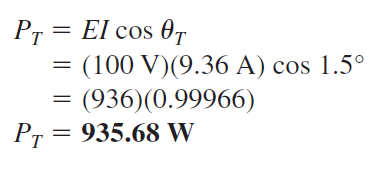 P_T = EI cos θ_T
= (100 V)(9.36 A) cos 1.5°
= (936)(0.99966)
P_T = 935.68 W